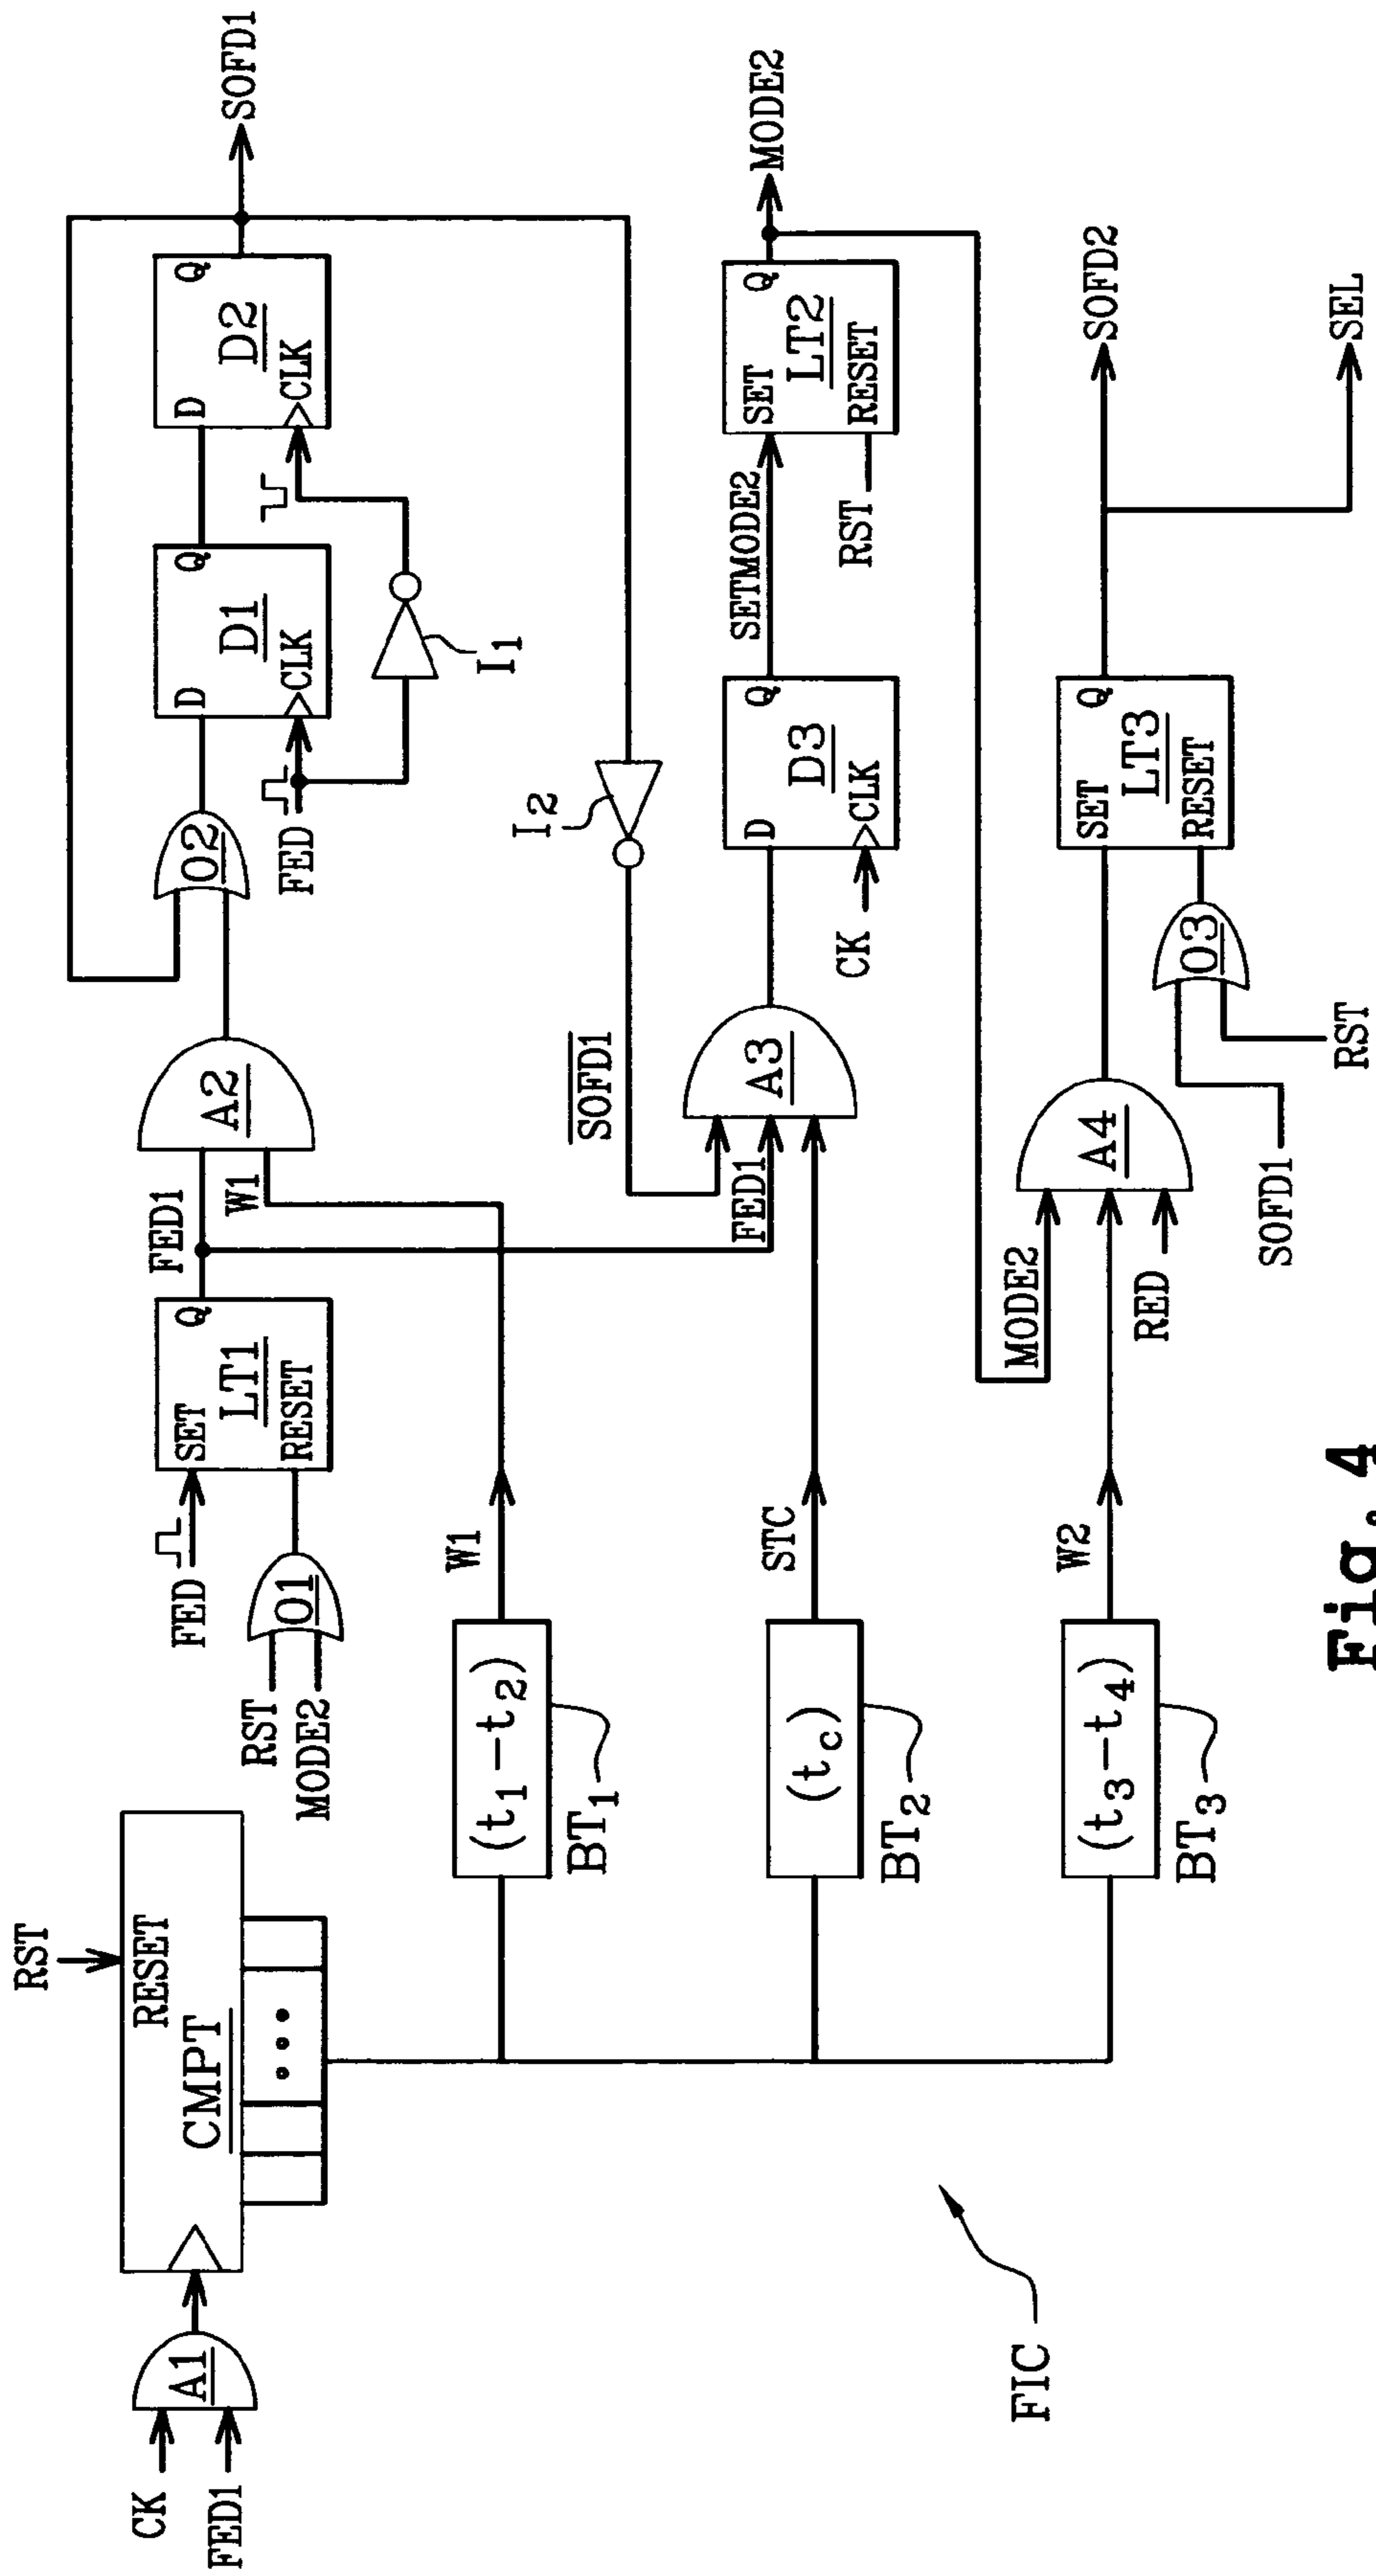 CK
FED1
A1
RST
RESET
CMPT
FED
SET
Q
LT1
RESET
RST
MODE2
O1
FED1
W1
A2
O2
FED
D
Q
D1
CLK
I1
D
Q
D2
CLK
SOFD1
(t1-t2)
BT1
W1
I2
SOFD1
FED1
A3
(tc)
BT2
STC
CK
D
Q
D3
CLK
SETMODE2
SET
Q
LT2
RESET
RST
MODE2
(t3-t4)
BT3
W2
MODE2
RED
A4
SOFD1
RST
O3
SET
Q
LT3
RESET
SOFD2
SEL
FIC
Fig. 4